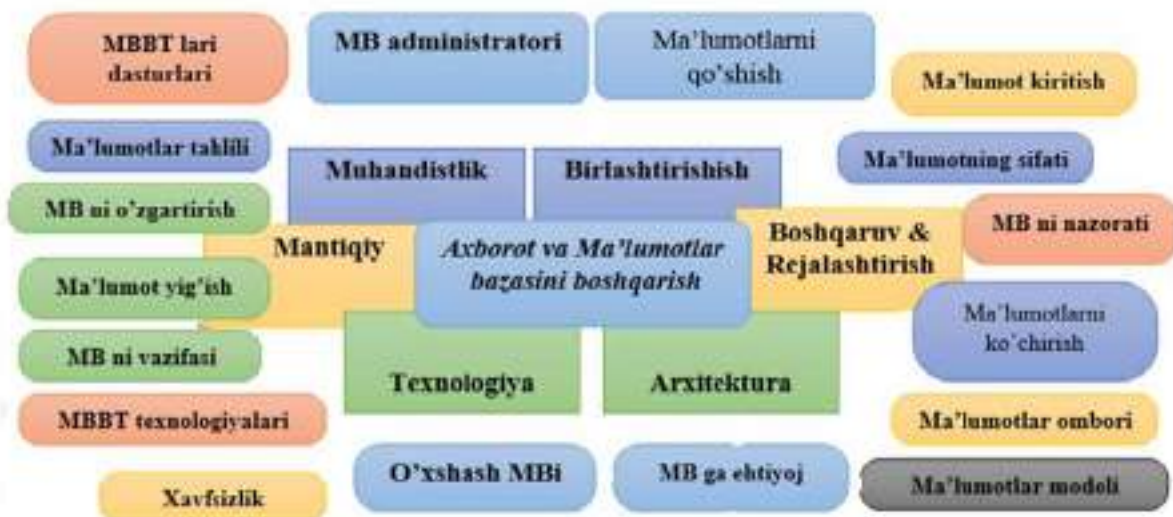 MBBT lari
dasturlari
MB administratori
Ma'lumotlarni
qo'shish
Ma'lumot kiritish
Ma'lumotlar tahlili
Muhandistlik
Birlashtirishish
Ma'lumotning sifati
MB ni o'zgartirish
Mantiqiy
Axborot va Ma'lumotlar
bazasini boshqarish
Boshqaruv &
Rejalashtirish
MB ni nazorati
Ma'lumot yig'ish
Ma'lumotlarni
ko`chirish
MB ni vazifasi
Texnologiya
Arxitektura
MBBT texnologiyalari
Ma'lumotlar ombori
O'xshash MBi
MB ga ehtiyoj
Xavfsizlik
Ma'lumotlar modoli